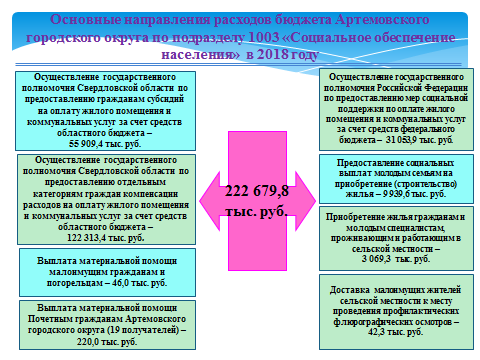 Основные направления расходов бюджета Артемовского
городского округа по подразделу 1003 «Социальное обеспечение
населения» в 2018 году
Осуществление государственного
полномочия Свердловской области по
предоставлению гражданам субсидий
на оплату жилого помещения и
коммунальных услуг за счет средств
областного бюджета –
55 909,4 тыс. руб.
Осуществление государственного
полномочия Свердловской области по
предоставлению отдельным
категориям граждан компенсации
расходов на оплату жилого помещения
и коммунальных услуг за счет средств
областного бюджета –
122 313,4 тыс. руб.
Выплата материальной помощи
малоимущим гражданам и
погорельцам – 46,0 тыс. руб.
Выплата материальной помощи
Почетным гражданам Артемовского
городского округа (19 получателей) –
220,0 тыс. руб.
222 679,8
тыс. руб.
Осуществление государственного
полномочия Российской Федерации
по предоставлению мер социальной
поддержки по оплате жилого
помещения и коммунальных услуг
за счет средств федерального
бюджета – 31 053,9 тыс. руб.
Предоставление социальных
выплат молодым семьям на
приобретение (строительство)
жилья – 9 939,6 тыс. руб.
Приобретение жилья гражданами и
молодыми специалистам,
проживающими и работающим в
сельской местности –
3 069,3 тыс. руб.
Доставка малоимущих жителей
сельской местности к месту
проведения профилактических
флюрографических осмотров –
42,3 тыс. руб.